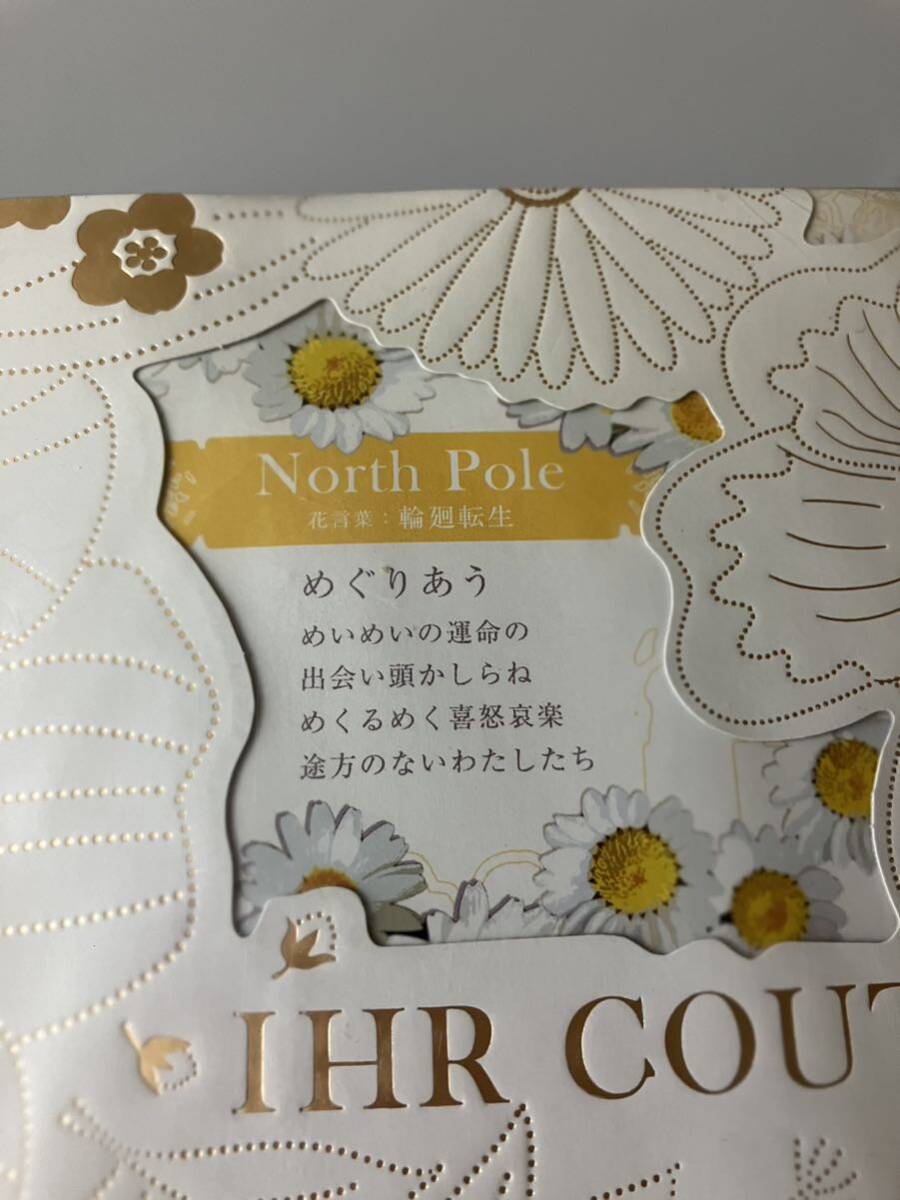 North Pole
花言葉：輪廻転生
めぐりあう
めいめいの運命の
出会い頭かしらね
めくるめく喜怒哀楽
途方のないわたしたち
IHR COUT